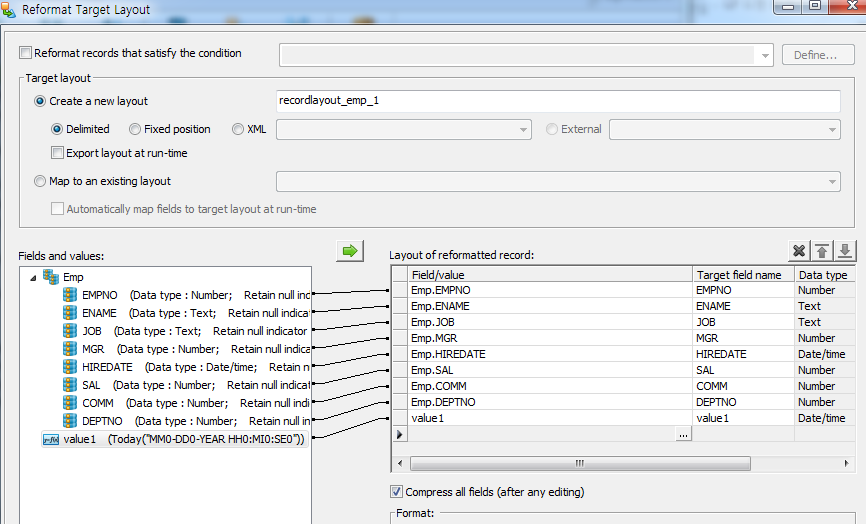 Reformat Target Layout
Reformat records that satisfy the condition
Define...
Target layout
Create a new layout
recordlayout_emp_1
Delimited
Fixed position
XML
External
Export layout at run-time
Map to an existing layout
Automatically map fields to target layout at run-time
Fields and values:
Emp
EMPNO (Data type : Number; Retain null indi
ENAME (Data type : Text; Retain null indicator
JOB (Data type : Text; Retain null indicator
MGR (Data type : Number; Retain null indica
HIREDATE (Data type : Date/time; Retain n
SAL (Data type : Number; Retain null indicat
COMM (Data type : Number; Retain null indi
DEPTNO (Data type : Number; Retain null in
value1 (Today("MM0-DD0-YEAR HH0:MI0:SE0"))
Layout of reformatted record:
Field/value Target field name Data type
Emp.EMPNO EMPNO Number
Emp.ENAME ENAME Text
Emp.JOB JOB Text
Emp.MGR MGR Number
Emp.HIREDATE HIREDATE Date/time
Emp.SAL SAL Number
Emp.COMM COMM Number
Emp.DEPTNO DEPTNO Number
value1 value1 Date/time
...
Compress all fields (after any editing)
Format: